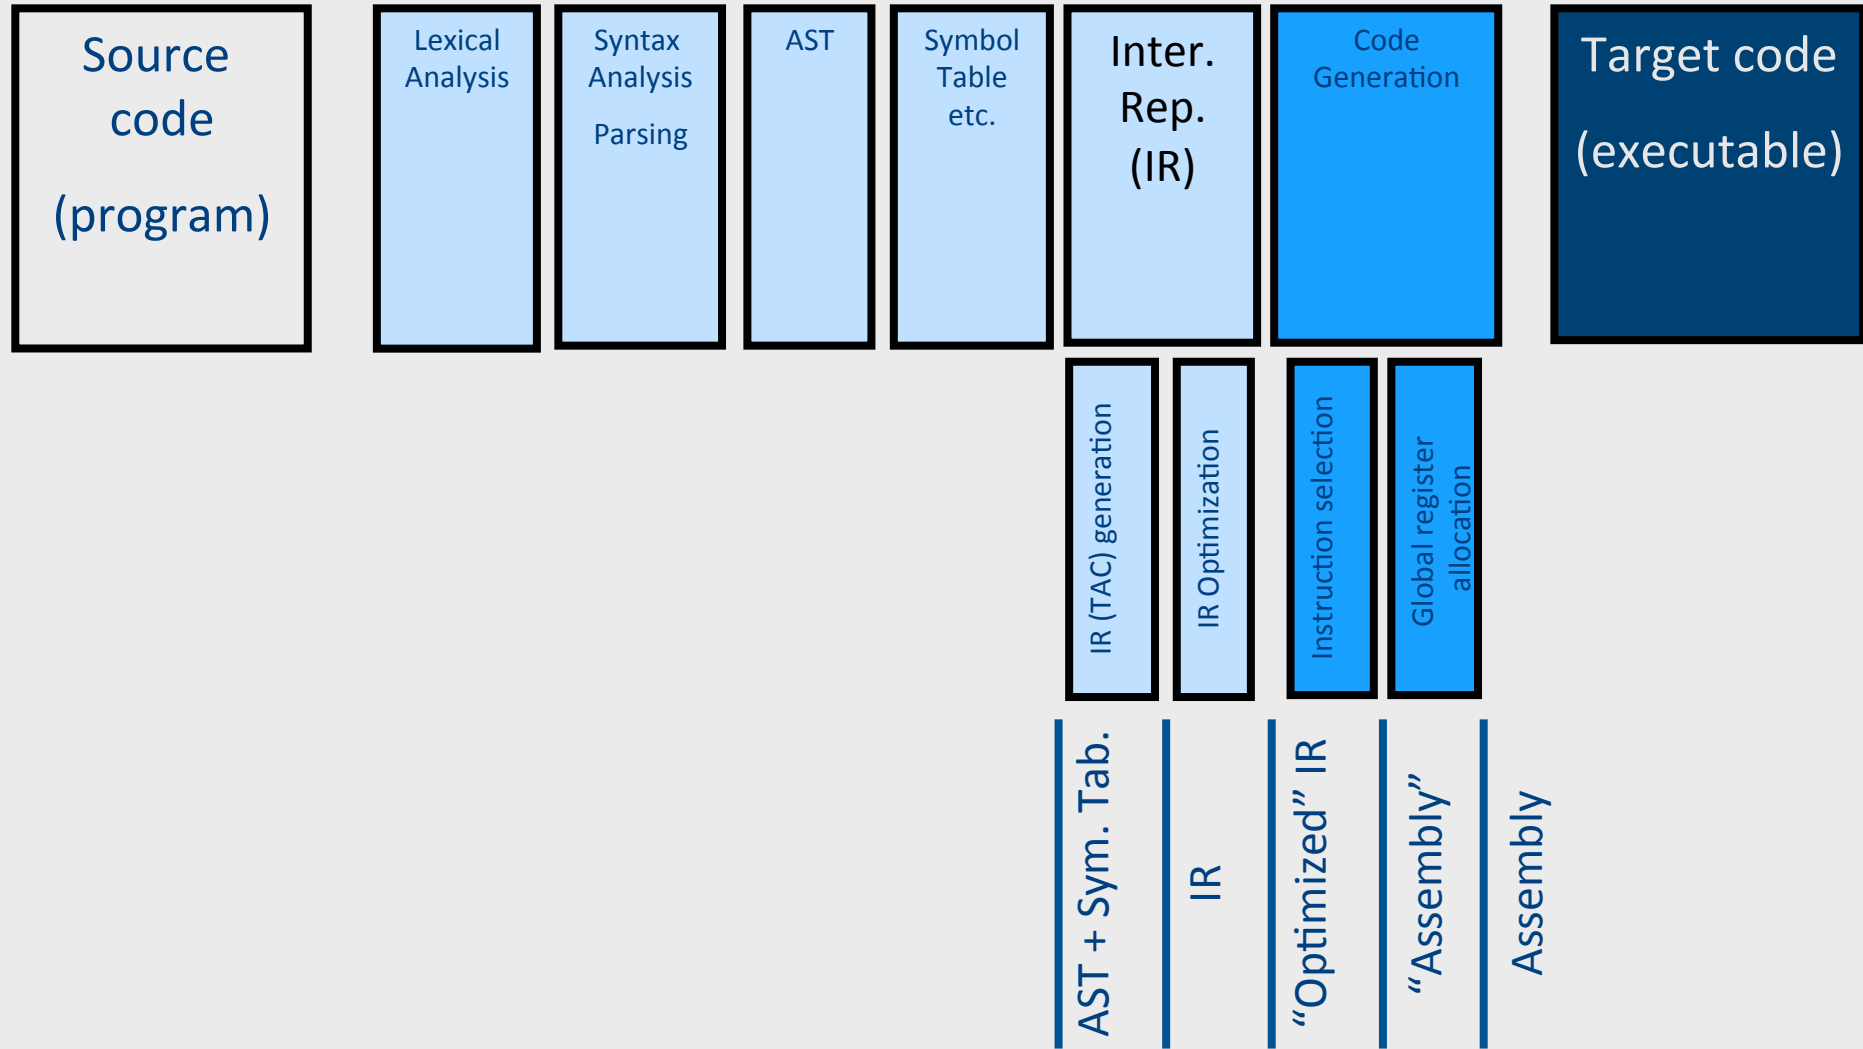 Source
code
(program)
Lexical
Analysis
Syntax
Analysis
Parsing
AST
Symbol
Table
etc.
Inter.
Rep.
(IR)
Code
Generation
Target code
(executable)
IR (TAC) generation
IR Optimization
Instruction selection
Global register
allocation
AST + Sym. Tab.
IR
“Optimized” IR
“Assembly”
Assembly